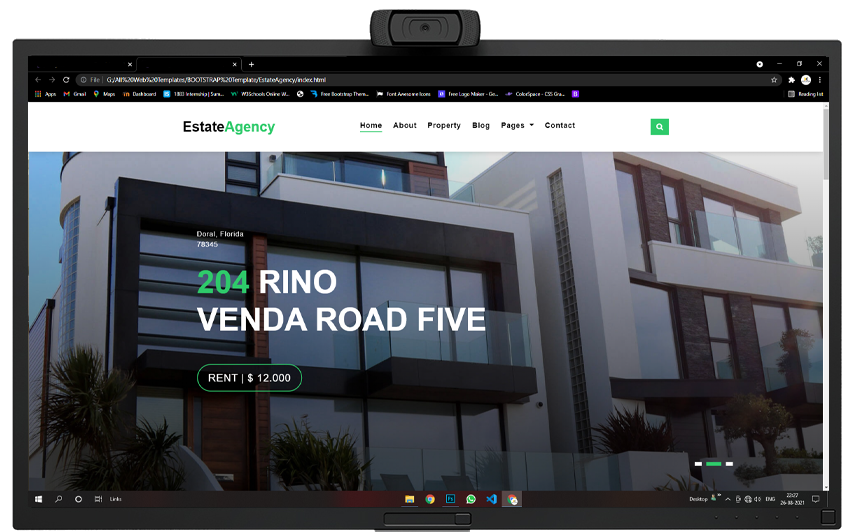 File | G:/All%20Web%20Templates/BOOTSTRAP%20Template/EstateAgency/index.html
Apps Gmail Maps Dashboard 1883 Internship | Sum... W3Schools Online W... Free Bootstrap Them... Font Awesome Icons Free Logo Maker - Ge... ColorSpace - CSS Gra... Reading list
EstateAgency Home About Property Blog Pages Contact
Doral, Florida
78345
204 RINO
VENDA ROAD FIVE
RENT | $ 12.000
Links Desktop ENG 22:27
26-08-2021